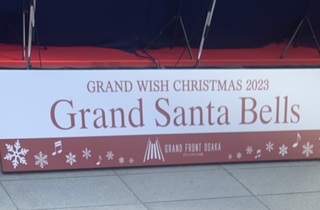 GRAND WISH CHRISTMAS 2023
Grand Santa Bells
GRAND FRONT OSAKA